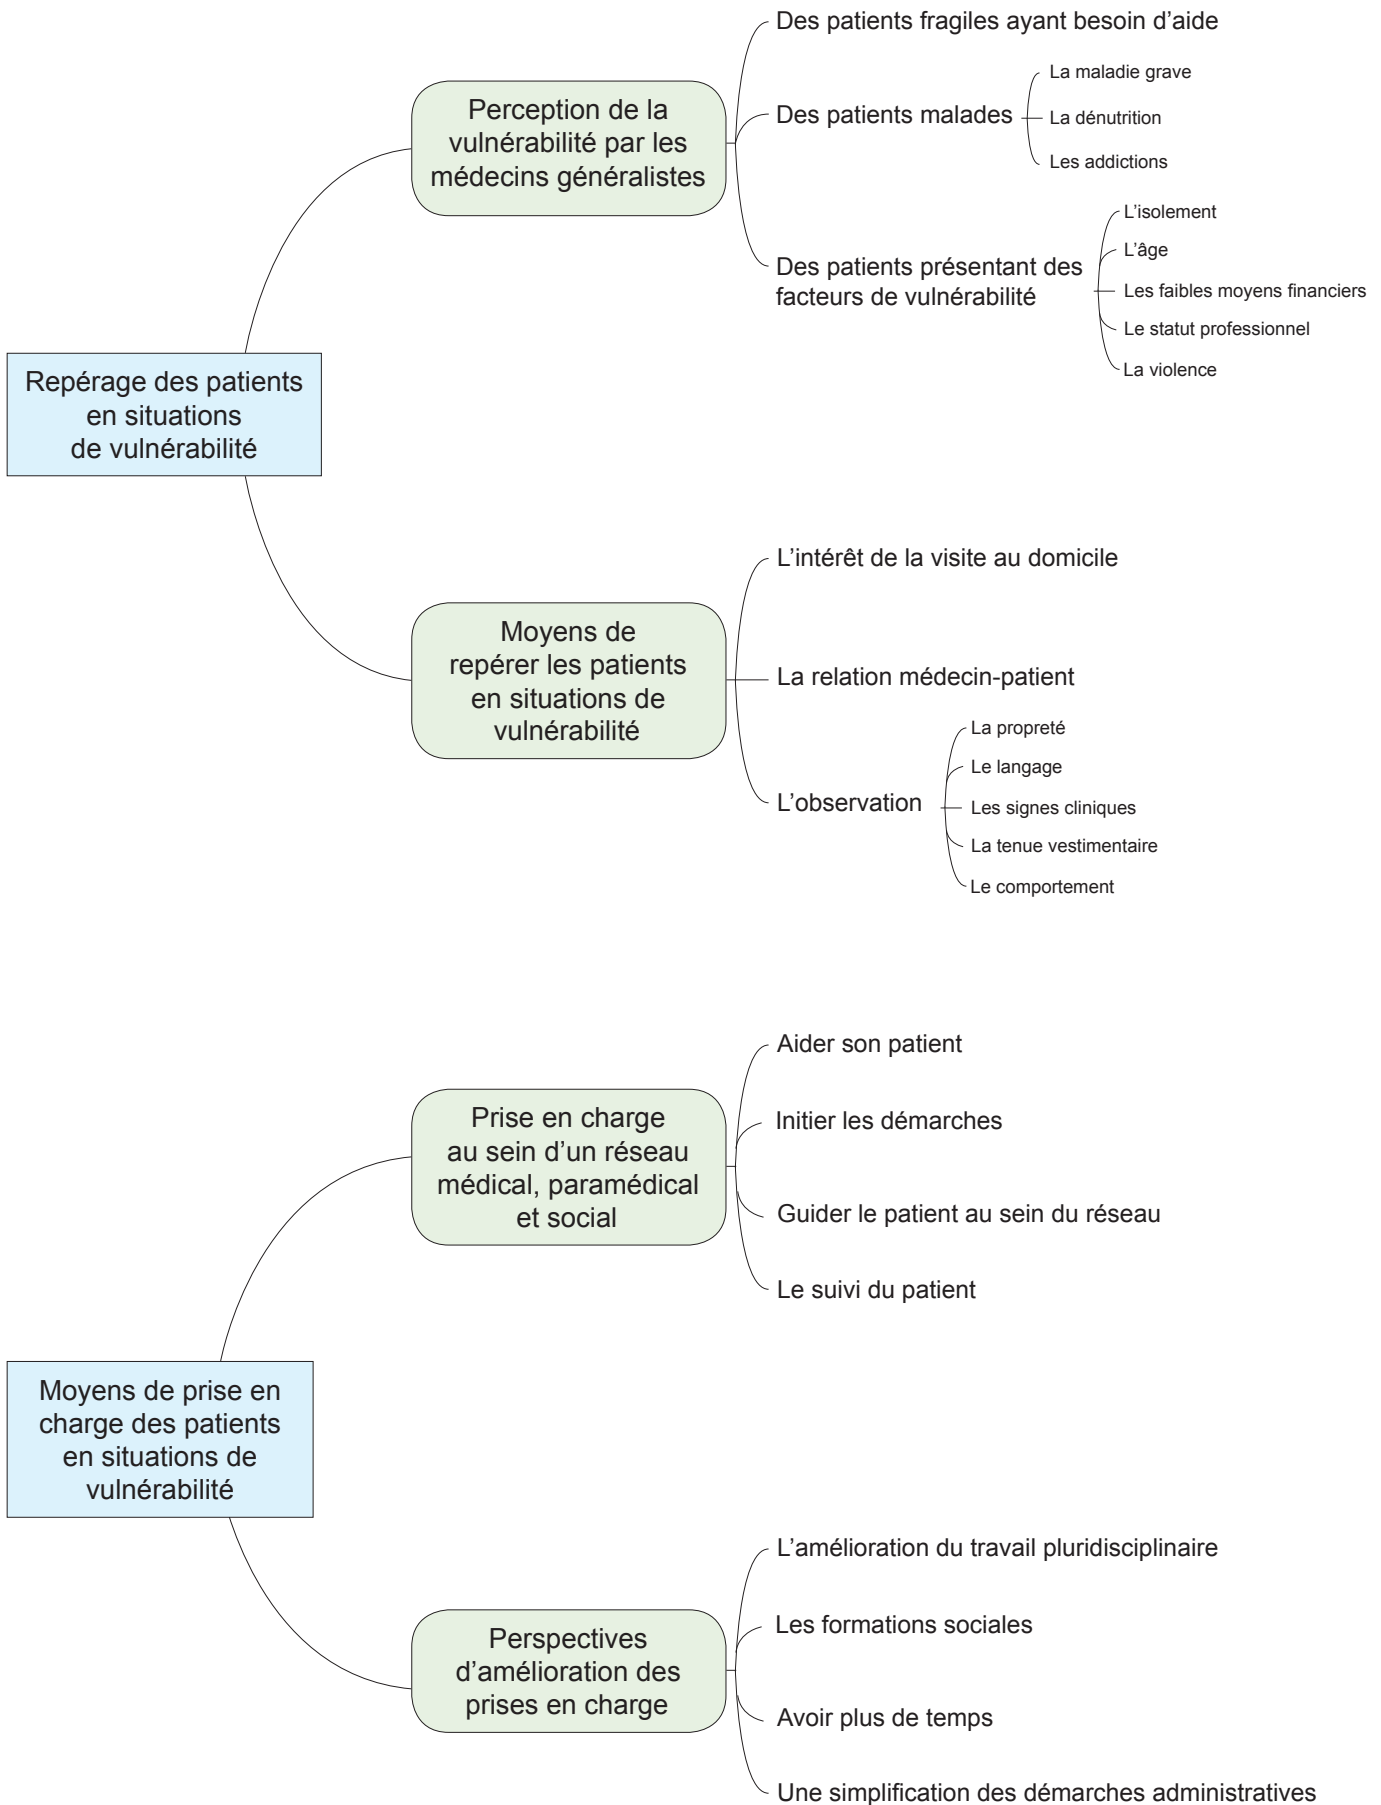 Des patients fragiles ayant besoin d’aide
Perception de la
vulnérabilité par les
médecins généralistes
Des patients malades
La maladie grave
La dénutrition
Les addictions
Des patients présentant des
facteurs de vulnérabilité
L’isolement
L’âge
Les faibles moyens financiers
Le statut professionnel
La violence
Repérage des patients
en situations
de vulnérabilité
L’intérêt de la visite au domicile
Moyens de
repérer les patients
en situations de
vulnérabilité
La relation médecin-patient
L’observation
La propreté
Le langage
Les signes cliniques
La tenue vestimentaire
Le comportement
Aider son patient
Prise en charge
au sein d’un réseau
médical, paramédical
et social
Initier les démarches
Guider le patient au sein du réseau
Le suivi du patient
Moyens de prise en
charge des patients
en situations de
vulnérabilité
L’amélioration du travail pluridisciplinaire
Perspectives
d’amélioration des
prises en charge
Les formations sociales
Avoir plus de temps
Une simplification des démarches administratives